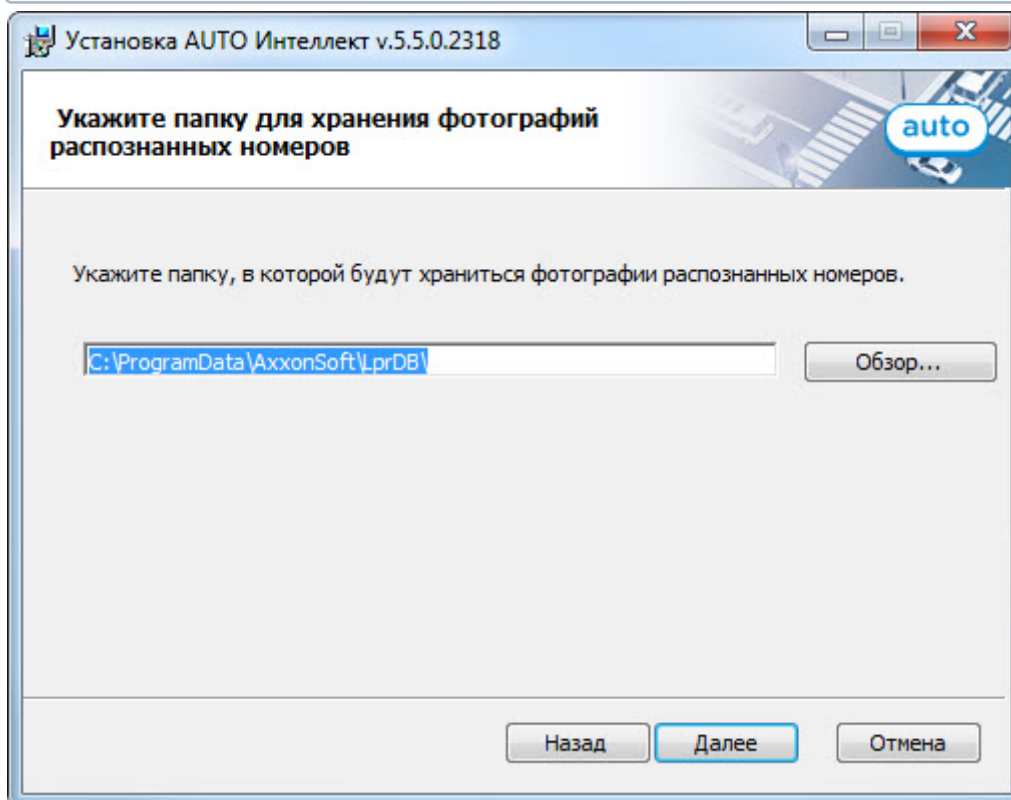 Установка AUTO Интеллект v.5.5.0.2318
Укажите папку для хранения фотографий
распознанных номеров
auto
Укажите папку, в которой будут храниться фотографии распознанных номеров.
C:\ProgramData\AxxonSoft\LprDB\
Обзор...
Назад
Далее
Отмена